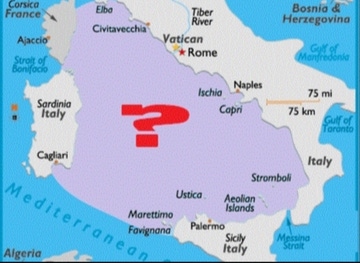 Corsica
France
Elba
Civitavecchia
Tiber
River
Bosnia &
Herzegovina
Ajaccio
Vatican
Rome
Strait of
Bonifacio
Gulf of
Manfredonia
Naples
Ischia
Capri
75 mi
75 km
Gulf of
Taranto
Sardinia
Italy
?
Cagliari
Italy
Stromboli
Ustica
Aeolian
Islands
Mediterranean
Marettimo
Favignana
Palermo
Sicily
Italy
Messina
Strait
Algeria